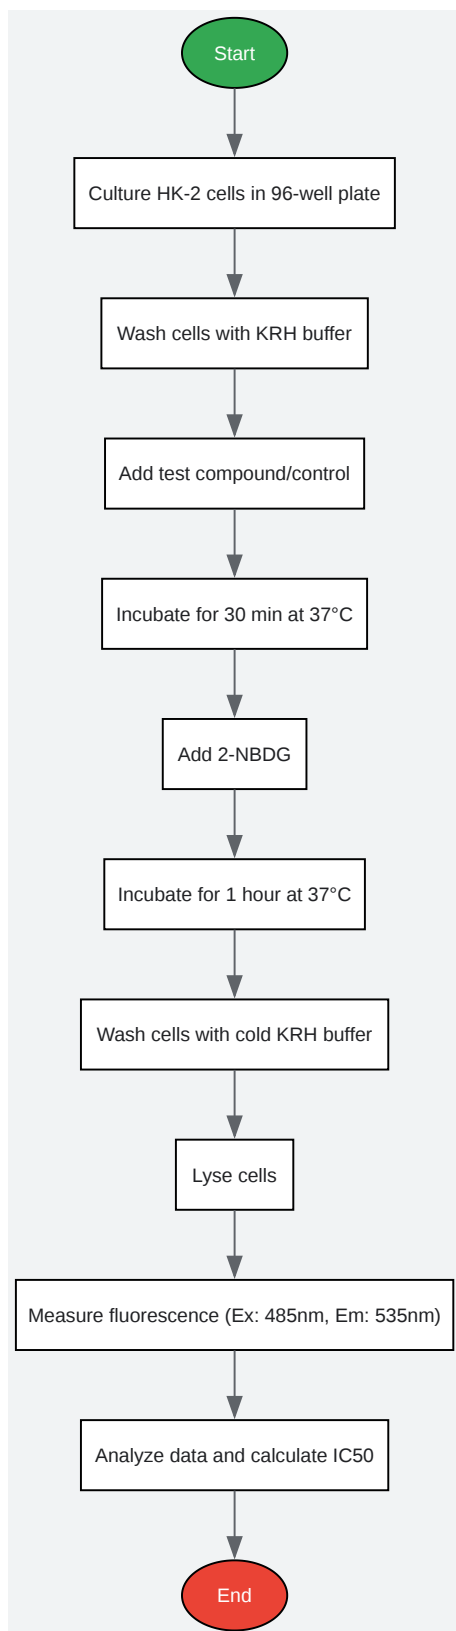 Start
Culture HK-2 cells in 96-well plate
Wash cells with KRH buffer
Add test compound/control
Incubate for 30 min at 37°C
Add 2-NBDG
Incubate for 1 hour at 37°C
Wash cells with cold KRH buffer
Lyse cells
Measure fluorescence (Ex: 485nm, Em: 535nm)
Analyze data and calculate IC50
End